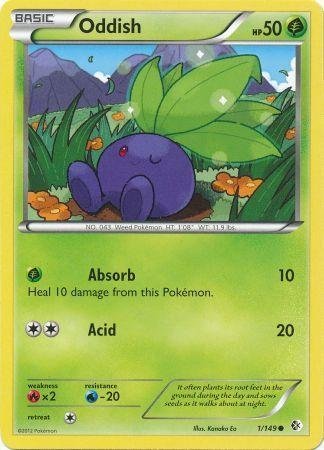 BASIC
Oddish
HP50
NO. 043 Weed Pokémon HT: 1'08" WT: 11.9 lbs.
Absorb 10
Heal 10 damage from this Pokémon.
Acid 20
weakness resistance
×2 -20
retreat
It often plants its root feet in the
ground during the day and sows
seeds as it walks about at night.
©2012 Pokémon
Illus. Kanako Eo
1/149